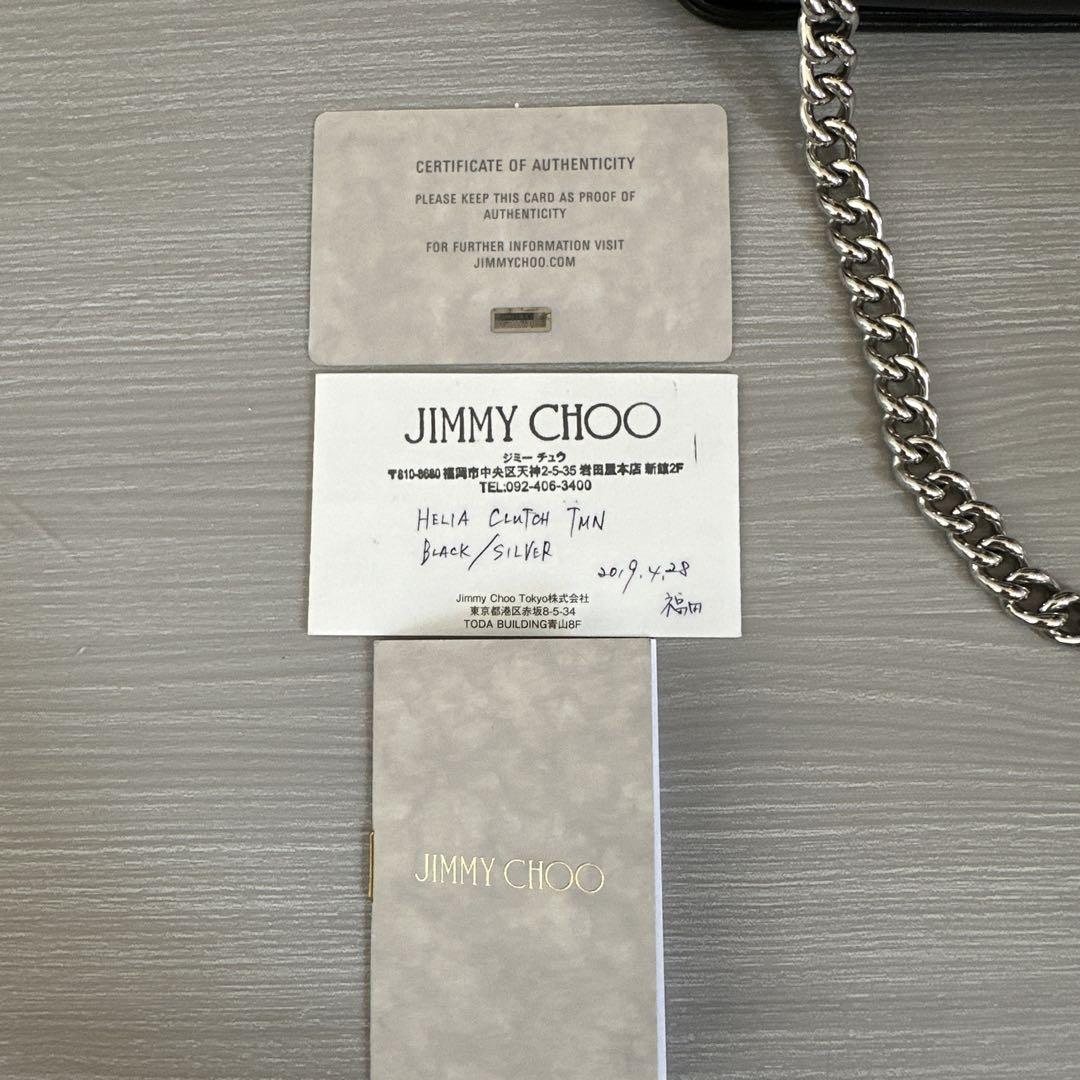 CERTIFICATE OF AUTHENTICITY
PLEASE KEEP THIS CARD AS PROOF OF
AUTHENTICITY
FOR FURTHER INFORMATION VISIT
JIMMYCHOO.COM
JIMMY CHOO
ジミー チュウ
〒810-8680 福岡市中央区天神2-5-35 岩田屋本店 新館2F
TEL:092-406-3400
HELIA CLUTCH TMN
BLACK/SILVER
2019.4.28
福田
Jimmy Choo Tokyo株式会社
東京都港区赤坂8-5-34
TODA BUILDING青山8F
JIMMY CHOO